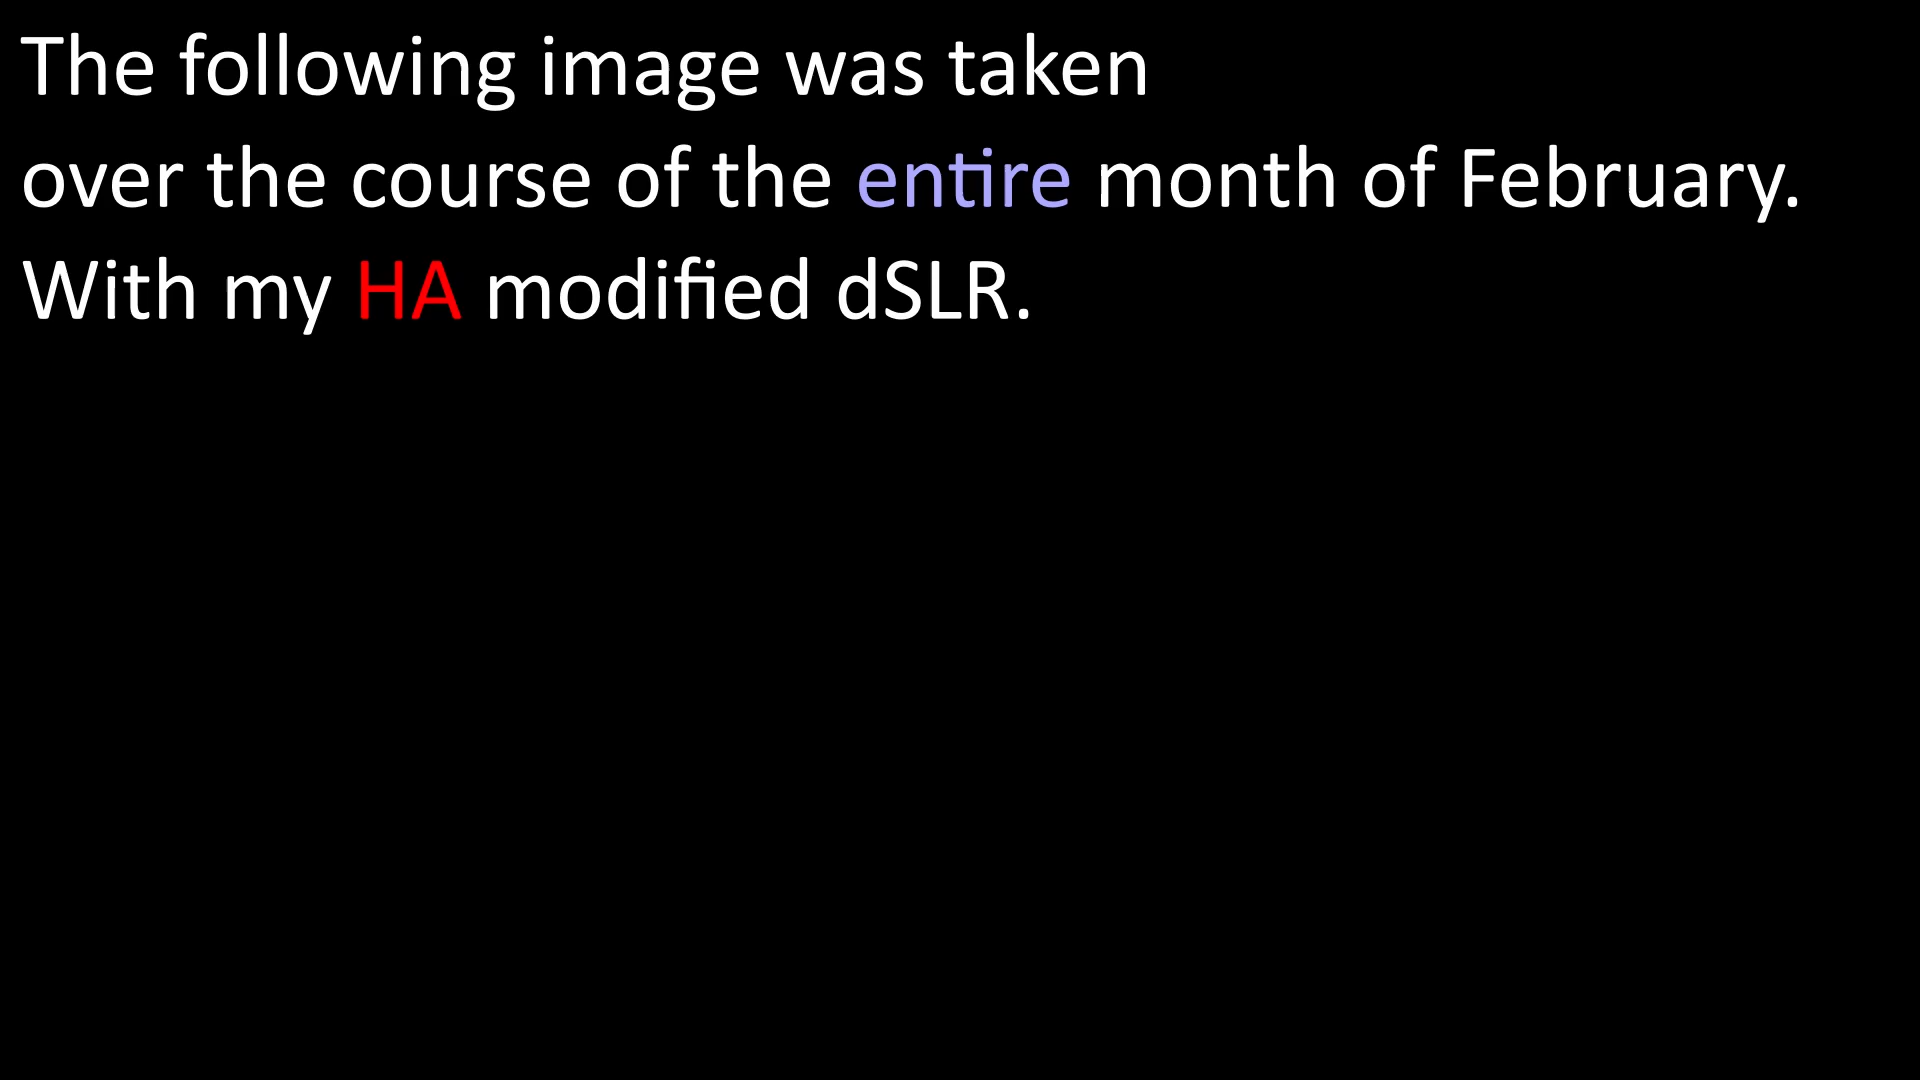 The following image was taken
over the course of the entire month of February.
With my HA modified dSLR.